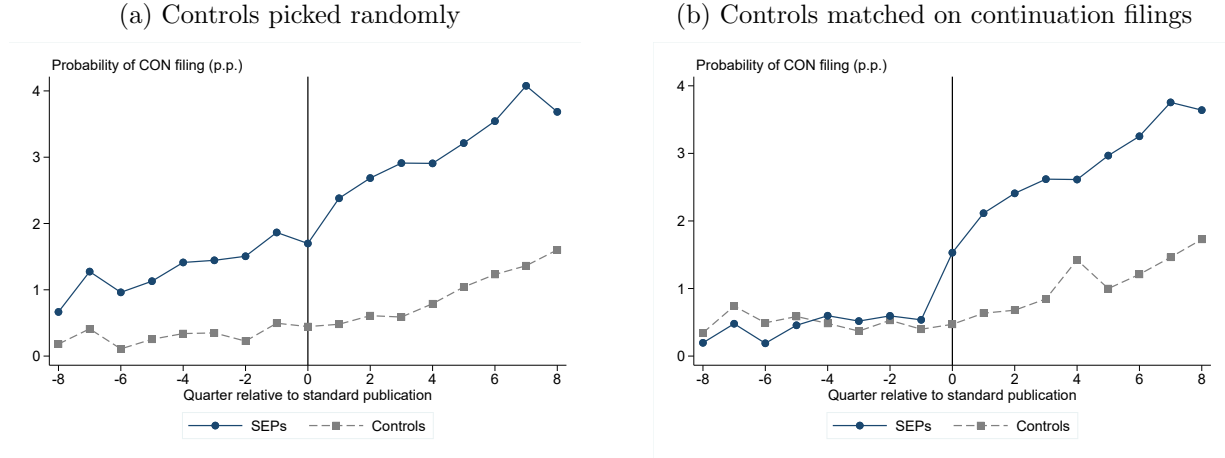 (a) Controls picked randomly
Probability of CON filing (p.p.)
4
3
2
1
0
-8 -6 -4 -2 0 2 4 6 8
Quarter relative to standard publication
SEPs Controls
(b) Controls matched on continuation filings
Probability of CON filing (p.p.)
4
3
2
1
0
-8 -6 -4 -2 0 2 4 6 8
Quarter relative to standard publication
SEPs Controls